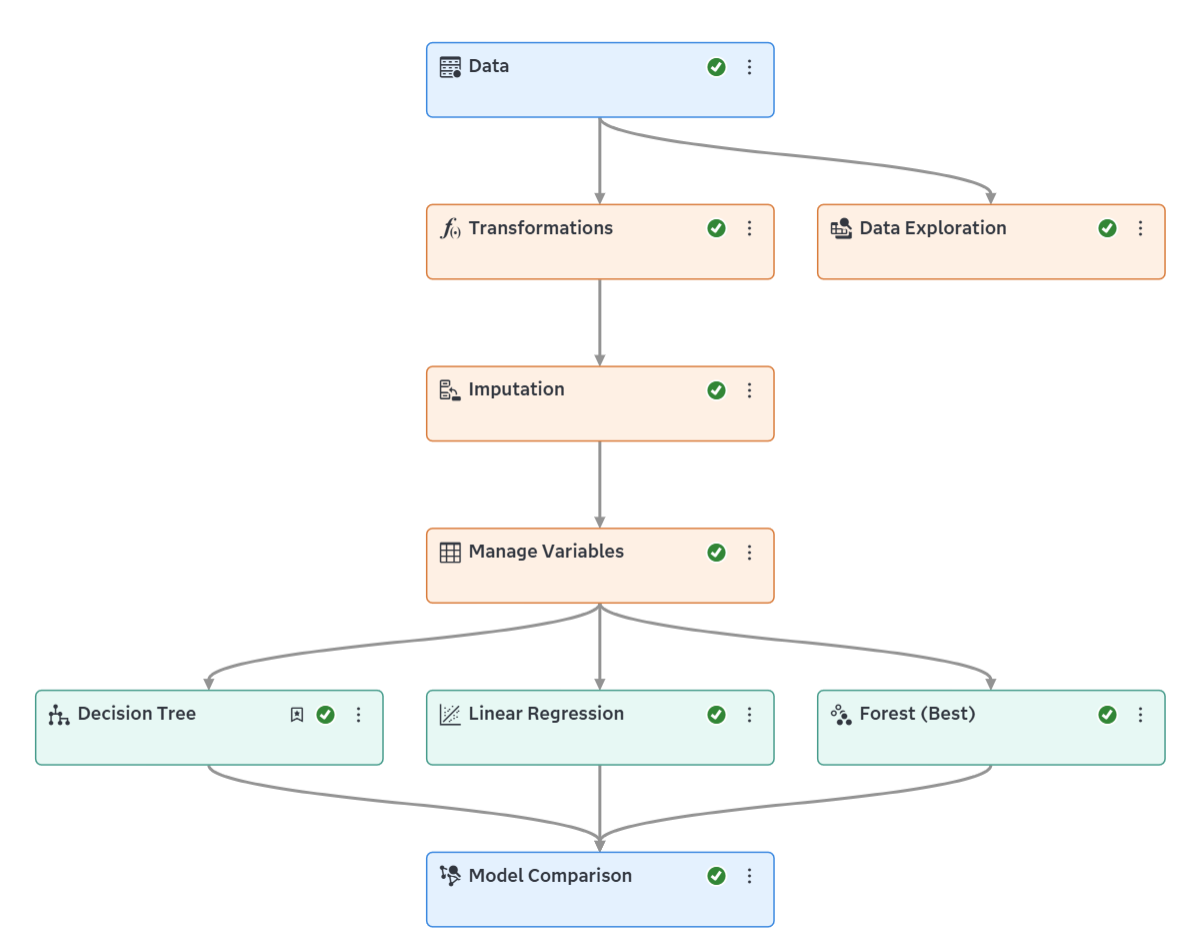 Data
Transformations
Data Exploration
Imputation
Manage Variables
Decision Tree
Linear Regression
Forest (Best)
Model Comparison